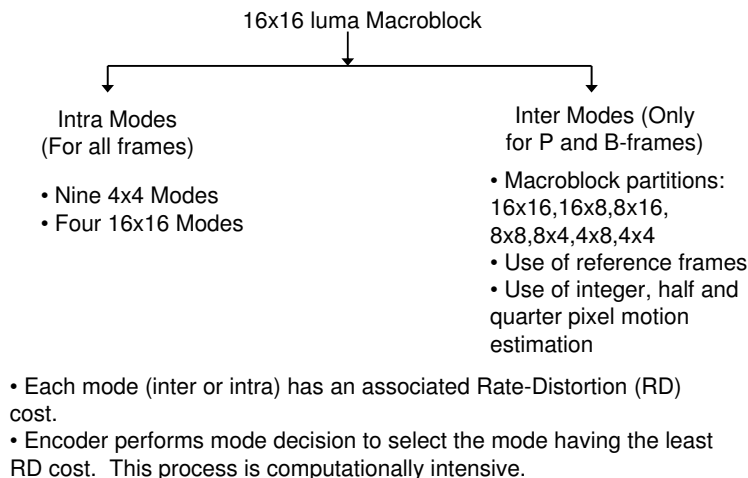 16x16 luma Macroblock
Intra Modes
(For all frames)
• Nine 4x4 Modes
• Four 16x16 Modes
Inter Modes (Only
for P and B-frames)
• Macroblock partitions:
16x16,16x8,8x16,
8x8,8x4,4x8,4x4
• Use of reference frames
• Use of integer, half and
quarter pixel motion
estimation
• Each mode (inter or intra) has an associated Rate-Distortion (RD)
cost.
• Encoder performs mode decision to select the mode having the least
RD cost.  This process is computationally intensive.